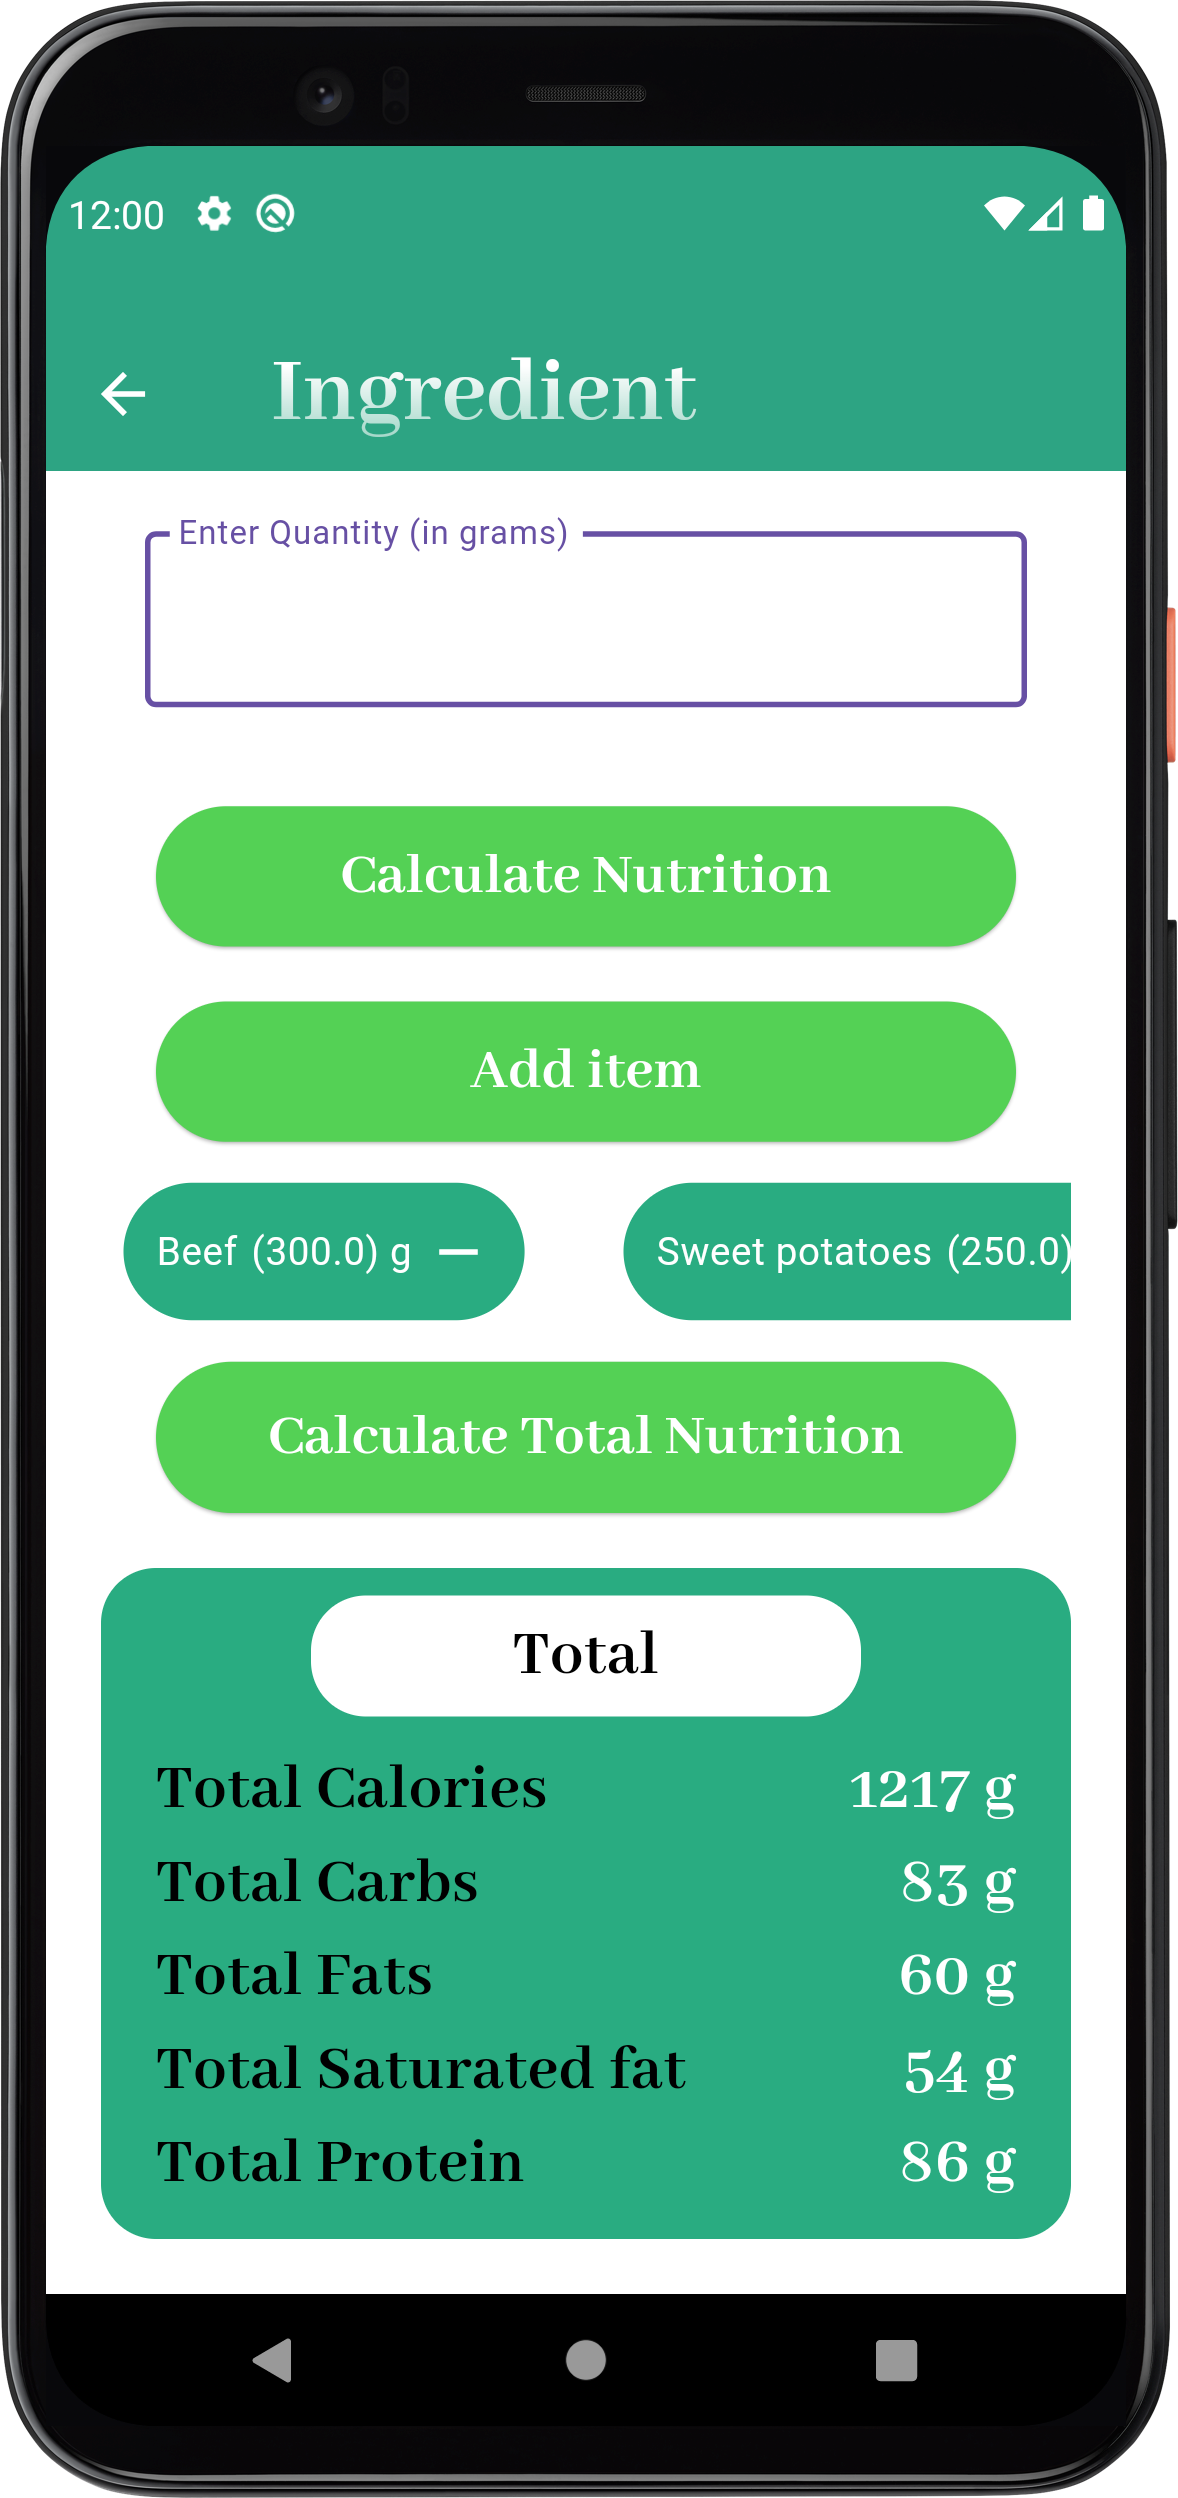 12:00
Ingredient
Enter Quantity (in grams)
Calculate Nutrition
Add item
Beef (300.0) g
Sweet potatoes (250.0)
Calculate Total Nutrition
Total
Total Calories 1217 g
Total Carbs 83 g
Total Fats 60 g
Total Saturated fat 54 g
Total Protein 86 g